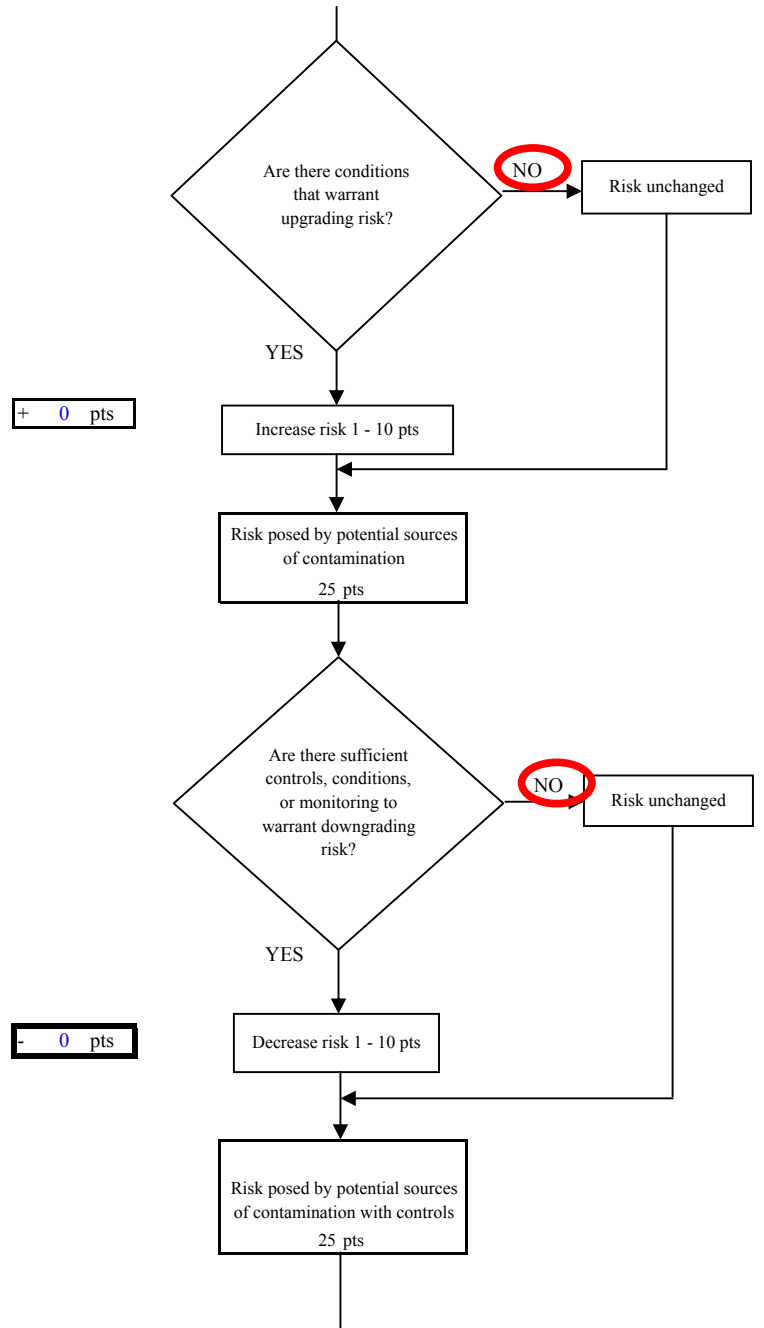 Are there conditions
that warrant
upgrading risk?
NO
Risk unchanged
YES
+ 0 pts
Increase risk 1 - 10 pts
Risk posed by potential sources
of contamination
25 pts
Are there sufficient
controls, conditions,
or monitoring to
warrant downgrading
risk?
NO
Risk unchanged
YES
- 0 pts
Decrease risk 1 - 10 pts
Risk posed by potential sources
of contamination with controls
25 pts